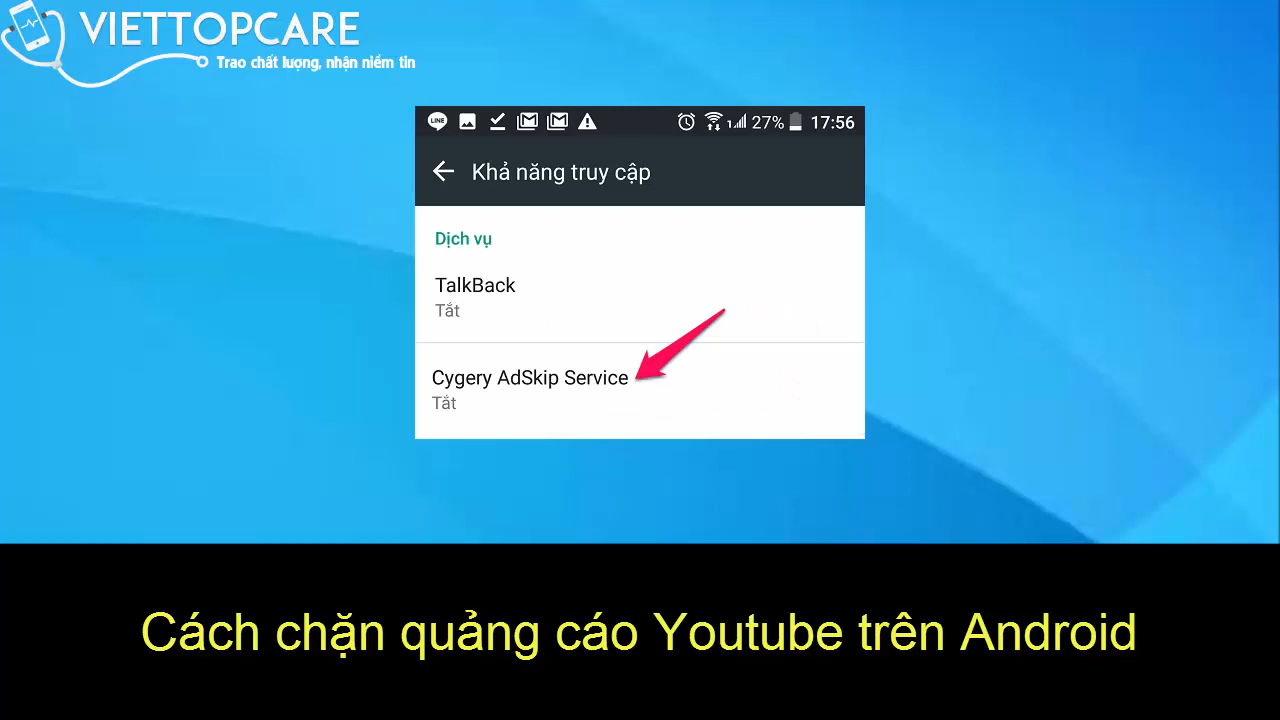 VIETTOPCARE
Trao chất lượng, nhận niềm tin
LINE 27% 17:56
Khả năng truy cập
Dịch vụ
TalkBack
Tắt
Cygery AdSkip Service
Tắt
Cách chặn quảng cáo Youtube trên Android